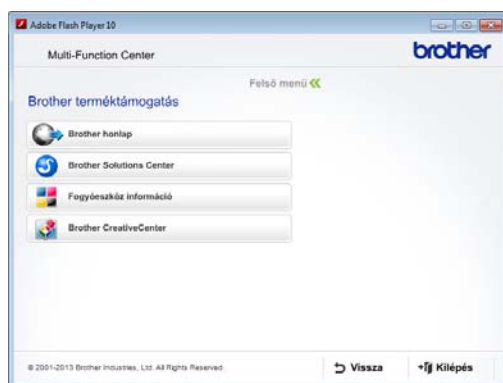 Adobe Flash Player 10
Multi-Function Center
brother
Felső menü
Brother terméktámogatás
Brother honlap
Brother Solutions Center
Fogyóeszköz információ
Brother CreativeCenter
© 2001-2013 Brother Industries, Ltd. All Rights Reserved.
Vissza
Kilépés